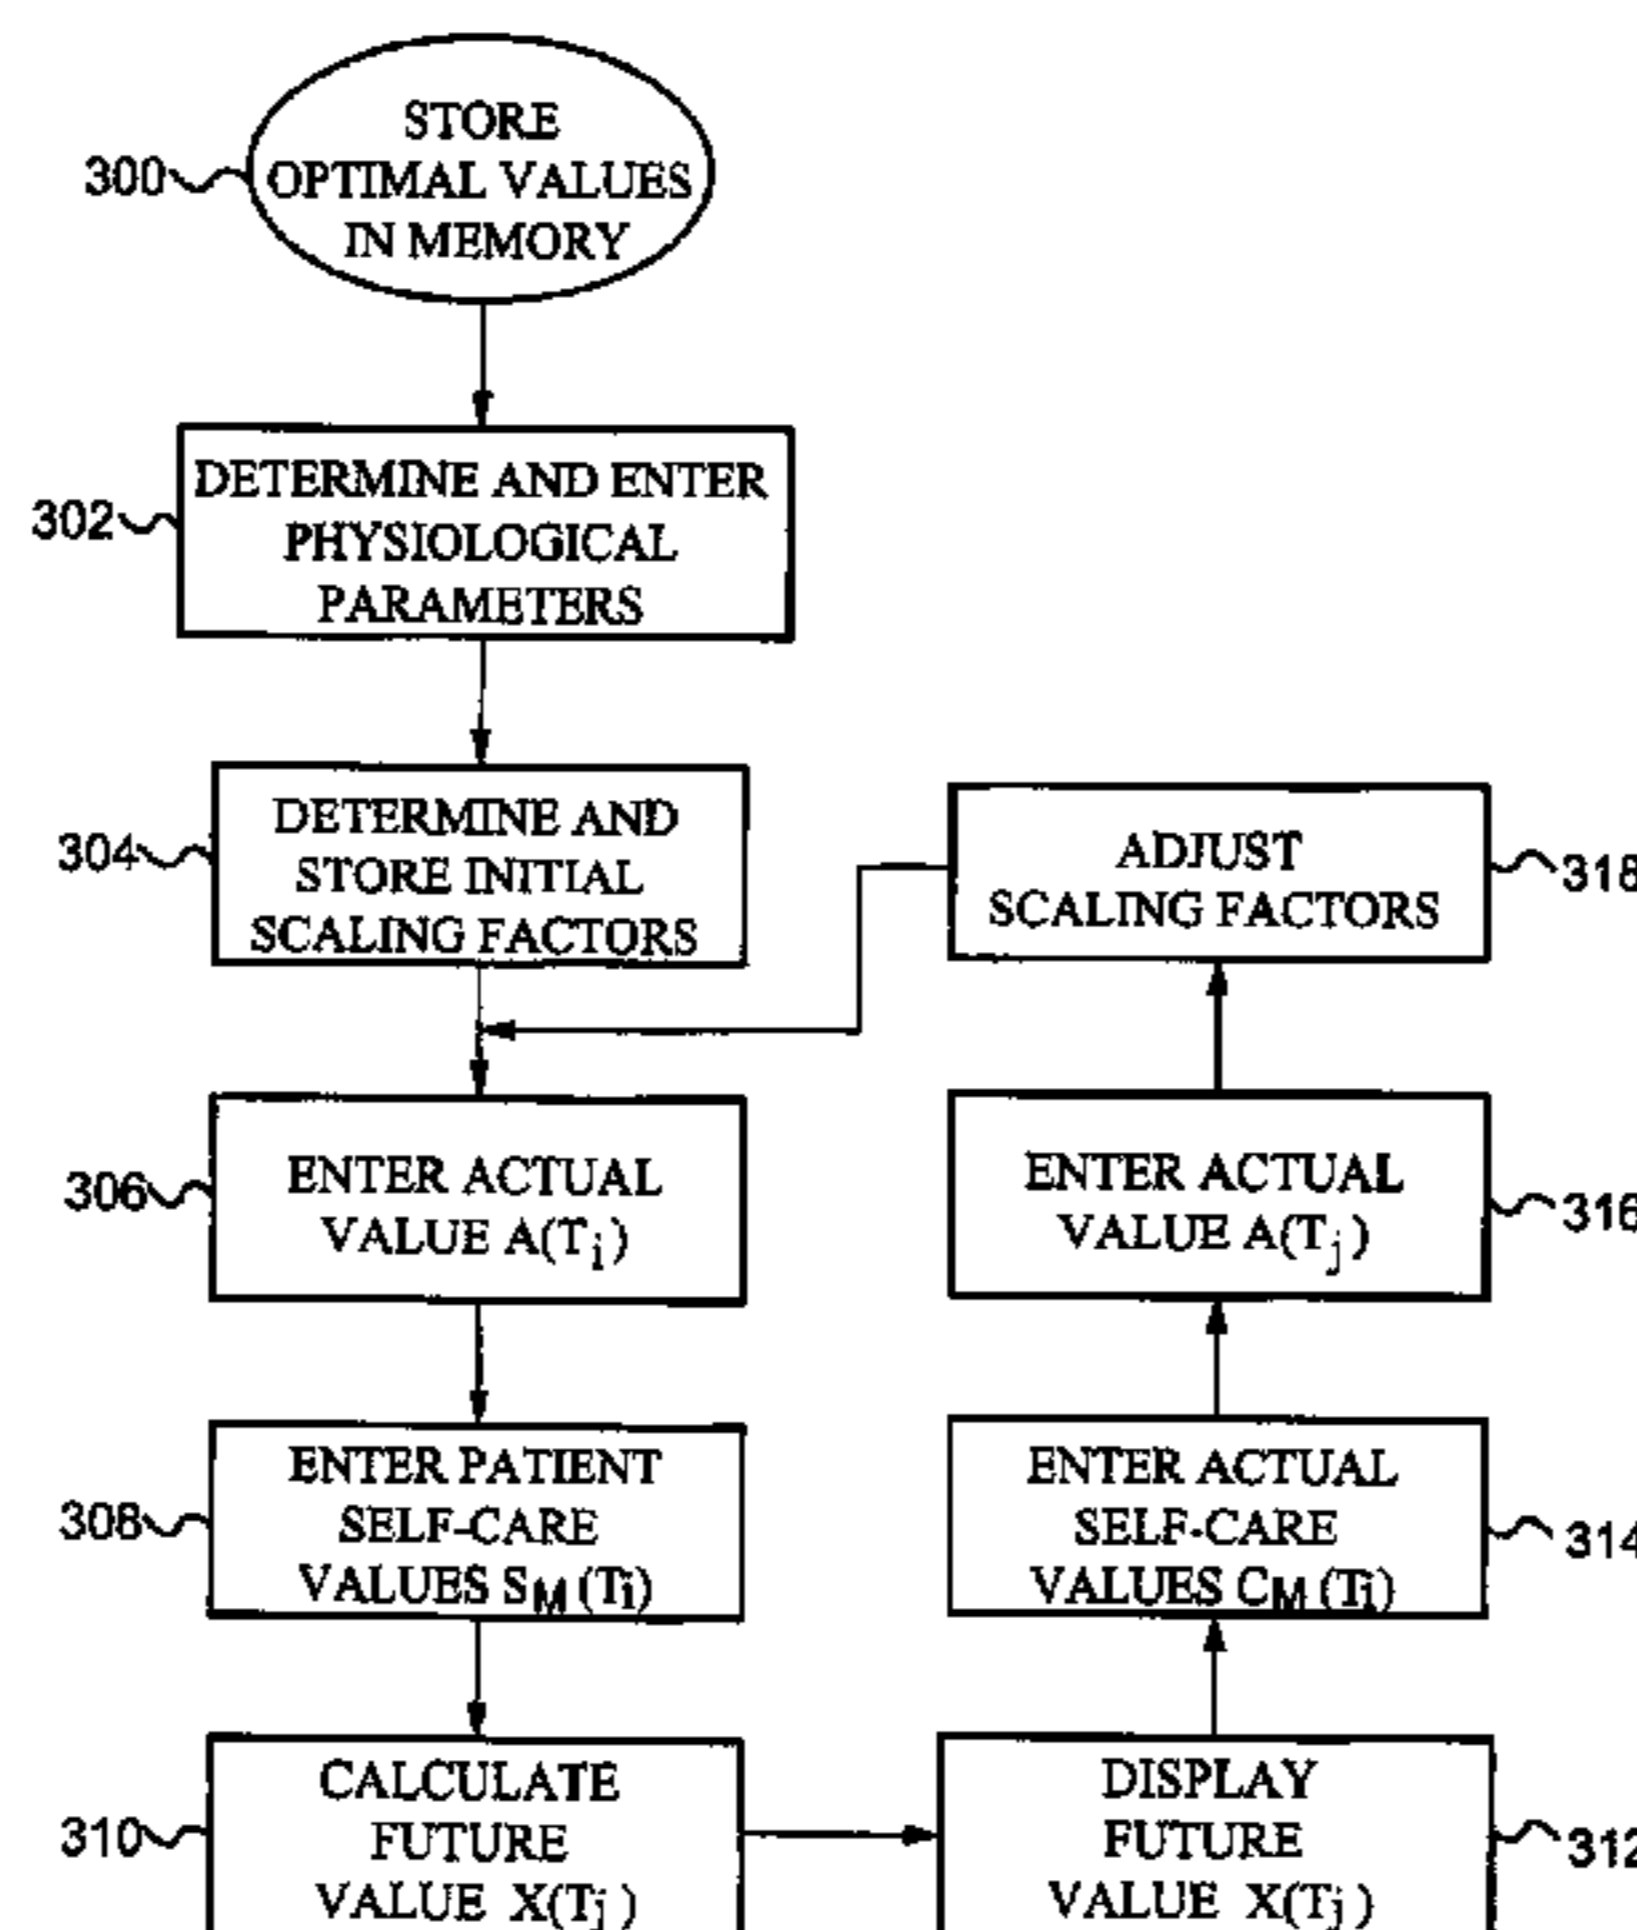 STORE
OPTIMAL VALUES
IN MEMORY
300
DETERMINE AND ENTER
PHYSIOLOGICAL
PARAMETERS
302
DETERMINE AND
STORE INITIAL
SCALING FACTORS
304
ADJUST
SCALING FACTORS
318
ENTER ACTUAL
VALUE A(Ti)
306
ENTER ACTUAL
VALUE A(Tj)
316
ENTER PATIENT
SELF-CARE
VALUES SM (Ti)
308
ENTER ACTUAL
SELF-CARE
VALUES CM (Ti)
314
CALCULATE
FUTURE
VALUE X(Tj)
310
DISPLAY
FUTURE
VALUE X(Tj)
312